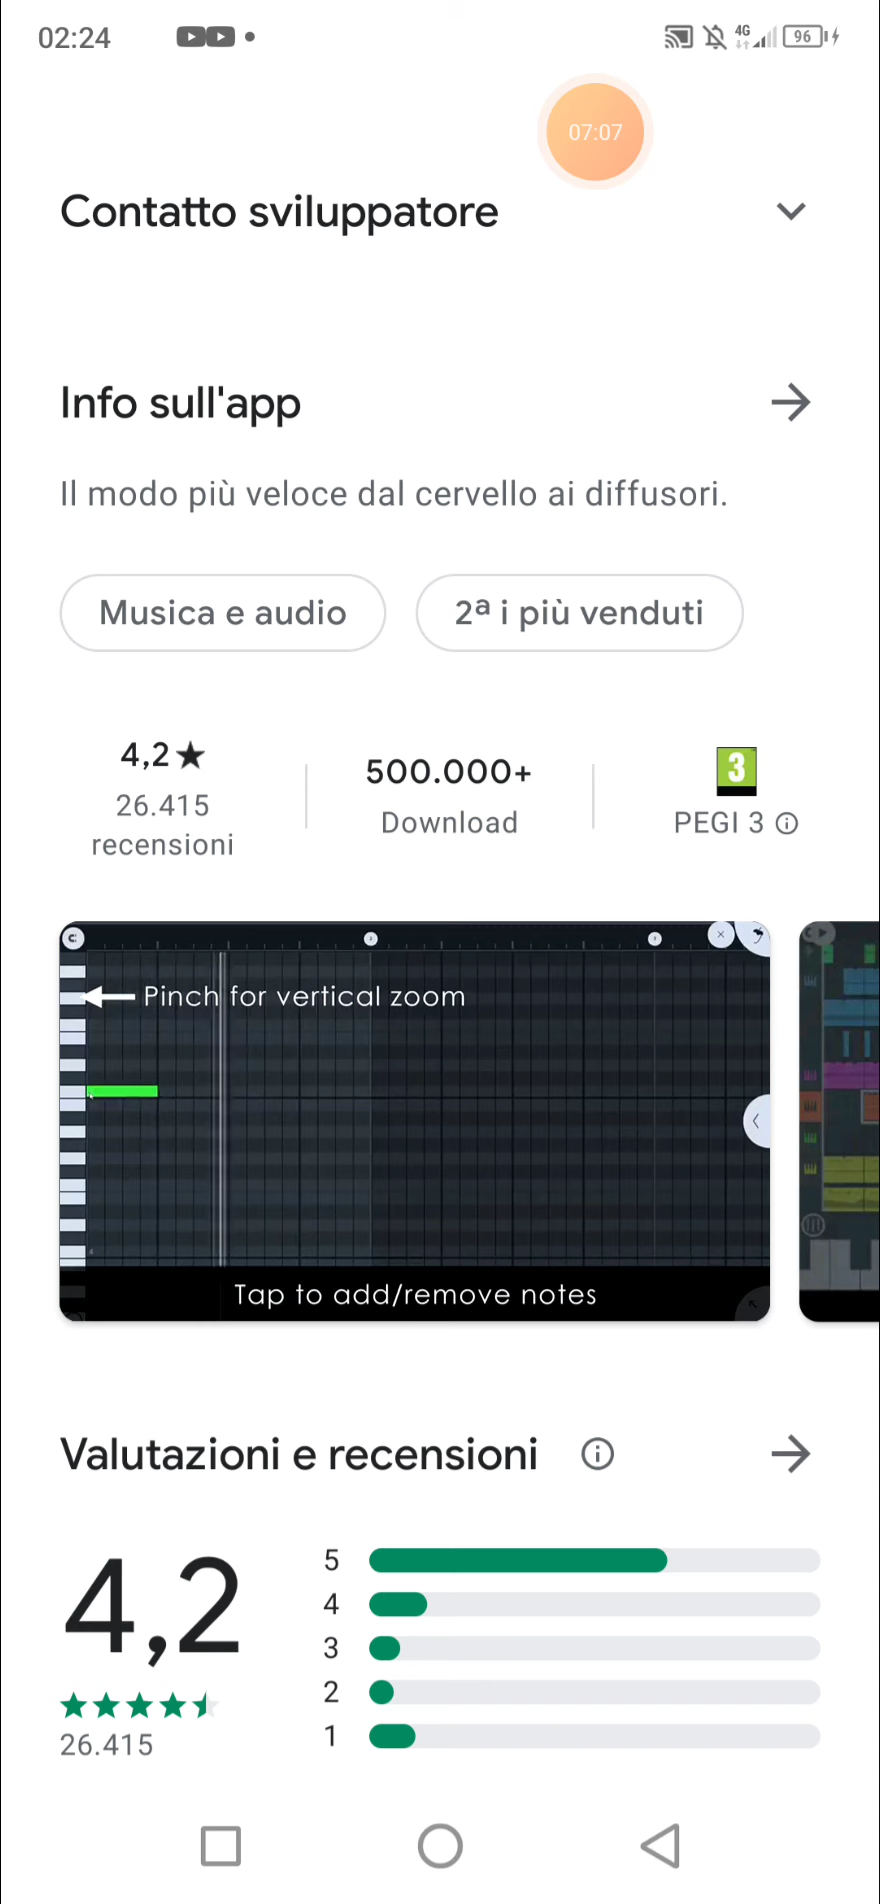 02:24
4G
96
07:07
Contatto sviluppatore
Info sull'app
Il modo più veloce dal cervello ai diffusori.
Musica e audio
2ª i più venduti
4,2★
26.415
recensioni
500.000+
Download
3
PEGI 3
Pinch for vertical zoom
Tap to add/remove notes
Valutazioni e recensioni
4,2
26.415
5
4
3
2
1